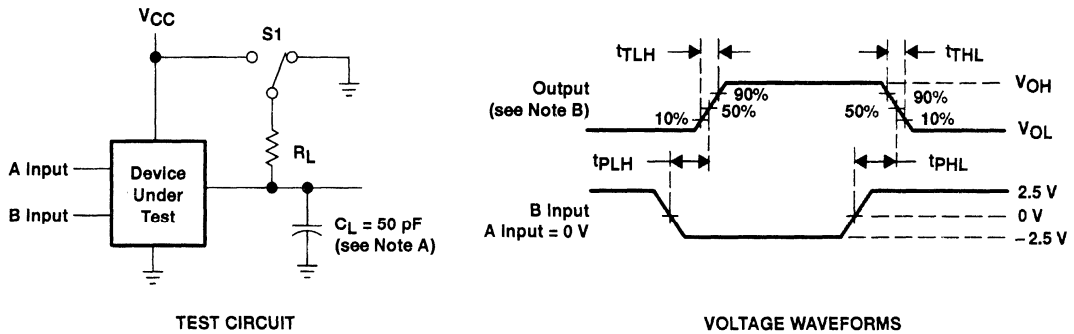 VCC
S1
RL
A Input
B Input
Device
Under
Test
CL = 50 pF
(see Note A)
TEST CIRCUIT
tTLH
tTHL
Output
(see Note B)
90%
50%
10%
50%
90%
10%
VOH
VOL
tPLH
tPHL
B Input
A Input = 0 V
2.5 V
0 V
– 2.5 V
VOLTAGE WAVEFORMS